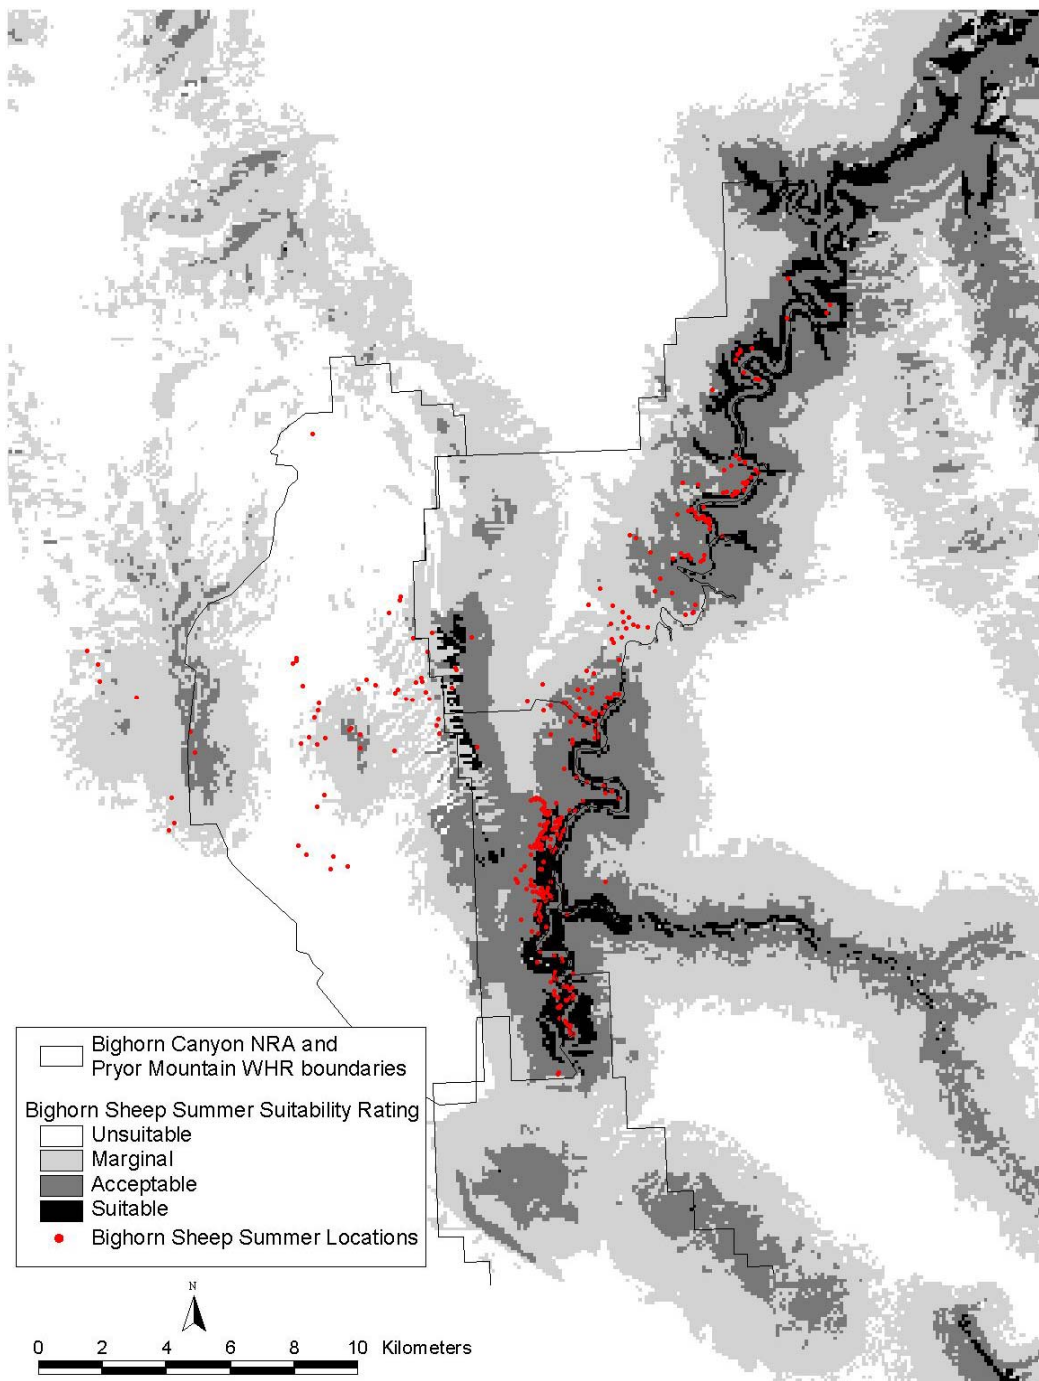 Bighorn Canyon NRA and
Pryor Mountain WHR boundaries
Bighorn Sheep Summer Suitability Rating
Unsuitable
Marginal
Acceptable
Suitable
Bighorn Sheep Summer Locations
N
0 2 4 6 8 10 Kilometers